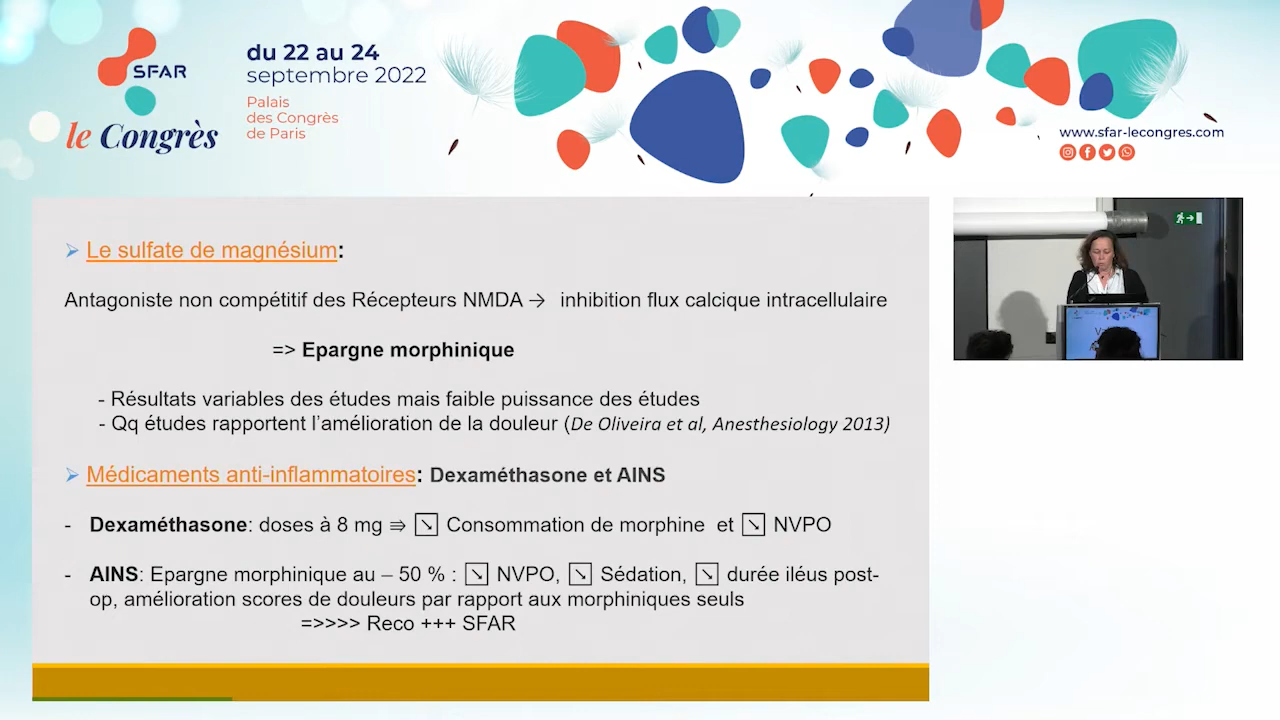 SFAR
le Congrès
du 22 au 24
septembre 2022
Palais
des Congrès
de Paris
www.sfar-lecongres.com
➢ Le sulfate de magnésium:
Antagoniste non compétitif des Récepteurs NMDA → inhibition flux calcique intracellulaire
=> Epargne morphinique
- Résultats variables des études mais faible puissance des études
- Qq études rapportent l’amélioration de la douleur (De Oliveira et al, Anesthesiology 2013)
➢ Médicaments anti-inflammatoires: Dexaméthasone et AINS
- Dexaméthasone: doses à 8 mg ⇛ ↘ Consommation de morphine et ↘ NVPO
- AINS: Epargne morphinique au – 50 % : ↘ NVPO, ↘ Sédation, ↘ durée iléus post-
op, amélioration scores de douleurs par rapport aux morphiniques seuls
=>>>> Reco +++ SFAR